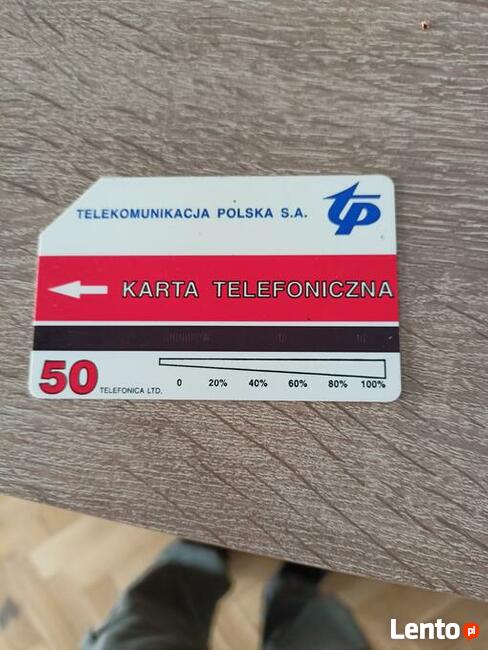 TELEKOMUNIKACJA POLSKA S.A.
TP
KARTA TELEFONICZNA
50
TELEFONICA LTD.
0 20% 40% 60% 80% 100%
Lento.pl